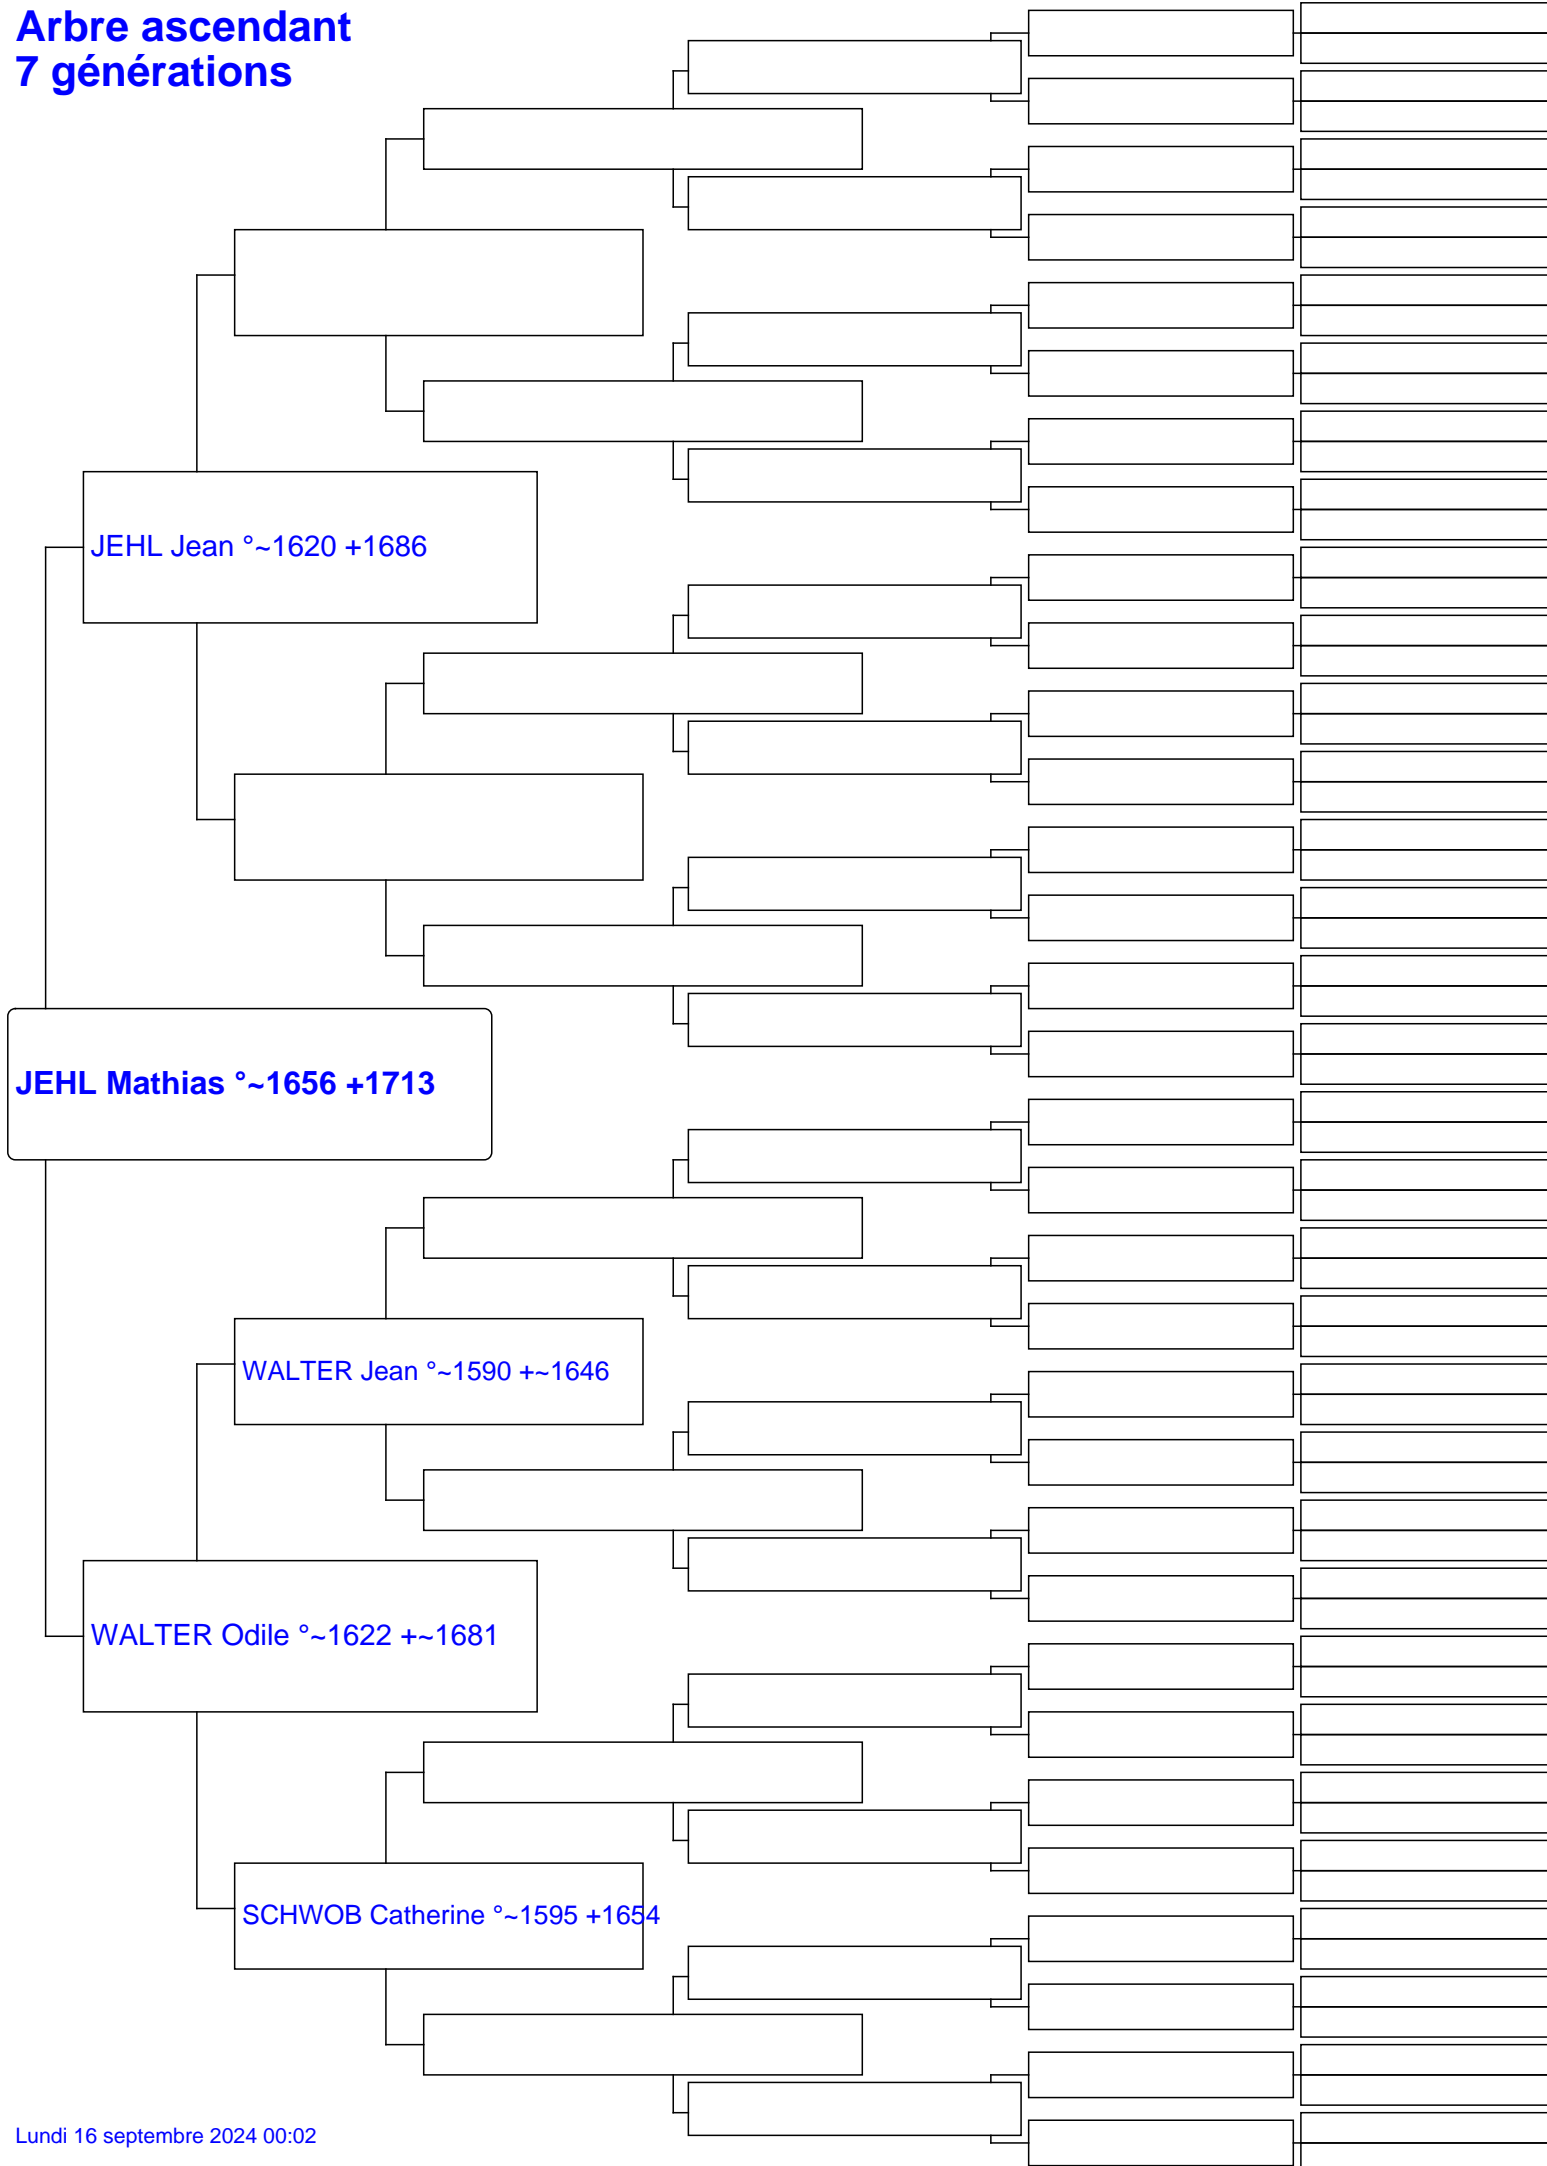 Arbre ascendant
7 générations
JEHL Jean °~1620 +1686
JEHL Mathias °~1656 +1713
WALTER Jean °~1590 +~1646
WALTER Odile °~1622 +~1681
SCHWOB Catherine °~1595 +1654
Lundi 16 septembre 2024 00:02